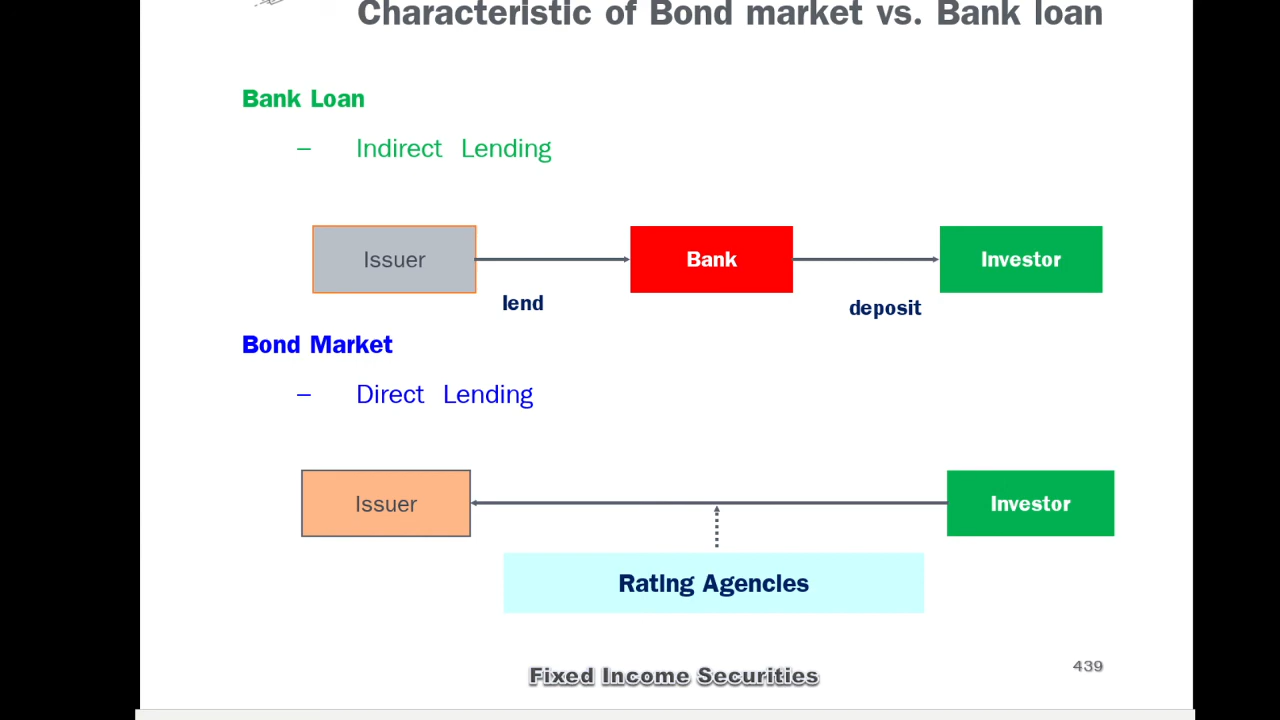 Characteristic of Bond market vs. Bank loan
Bank Loan
– Indirect Lending
Issuer
Bank
Investor
lend
deposit
Bond Market
– Direct Lending
Issuer
Investor
Rating Agencies
Fixed Income Securities
439